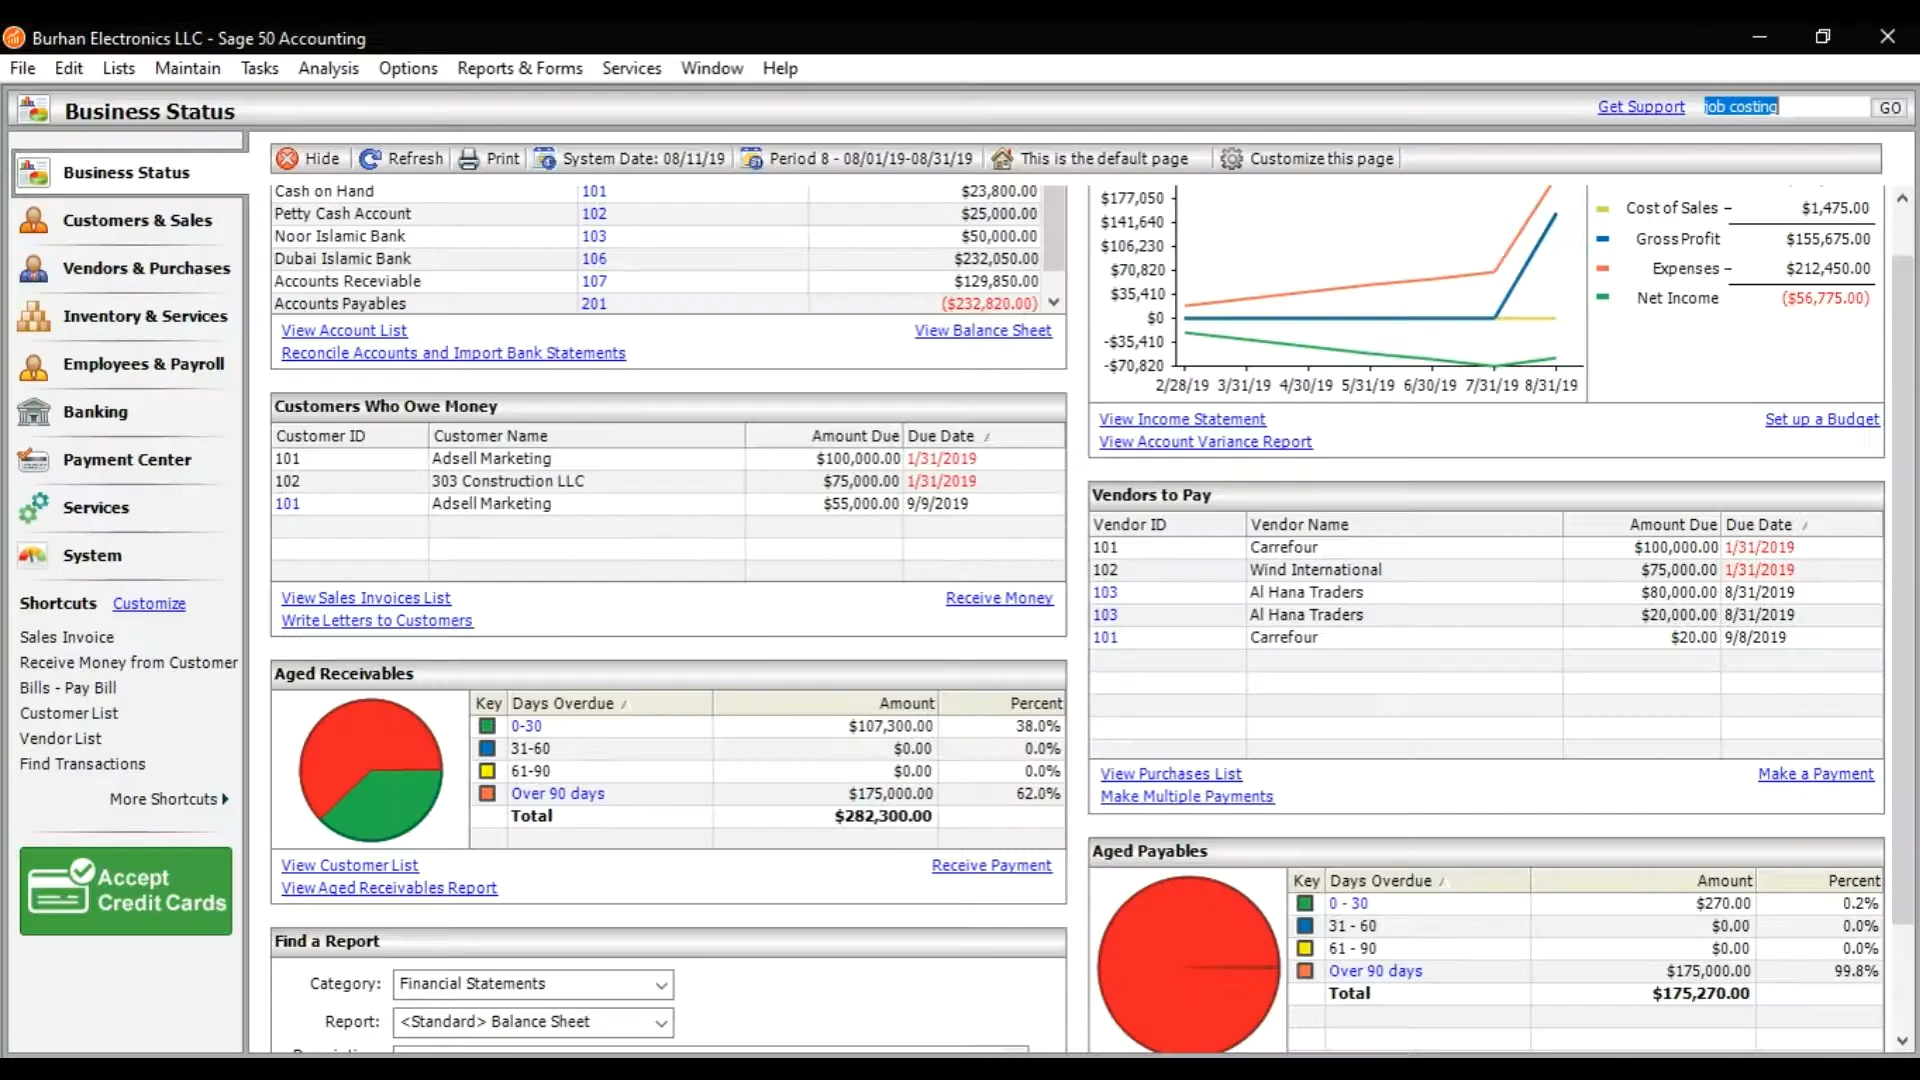 Burhan Electronics LLC - Sage 50 Accounting
File Edit Lists Maintain Tasks Analysis Options Reports & Forms Services Window Help
Business Status
Get Support job costing GO
Business Status
Customers & Sales
Vendors & Purchases
Inventory & Services
Employees & Payroll
Banking
Payment Center
Services
System
Shortcuts Customize
Sales Invoice
Receive Money from Customer
Bills - Pay Bill
Customer List
Vendor List
Find Transactions
More Shortcuts
Accept
Credit Cards
Hide Refresh Print System Date: 08/11/19 Period 8 - 08/01/19-08/31/19 This is the default page Customize this page
Cash on Hand 101 $23,800.00
Petty Cash Account 102 $25,000.00
Noor Islamic Bank 103 $50,000.00
Dubai Islamic Bank 106 $232,050.00
Accounts Receivable 107 $129,850.00
Accounts Payables 201 ($232,820.00)
View Account List View Balance Sheet
Reconcile Accounts and Import Bank Statements
Customers Who Owe Money
Customer ID Customer Name Amount Due Due Date
101 Adsell Marketing $100,000.00 1/31/2019
102 303 Construction LLC $75,000.00 1/31/2019
101 Adsell Marketing $55,000.00 9/9/2019
View Sales Invoices List Receive Money
Write Letters to Customers
Aged Receivables
Key Days Overdue Amount Percent
0-30 $107,300.00 38.0%
31-60 $0.00 0.0%
61-90 $0.00 0.0%
Over 90 days $175,000.00 62.0%
Total $282,300.00
View Customer List Receive Payment
View Aged Receivables Report
Find a Report
Category: Financial Statements
Report: <Standard> Balance Sheet
$177,050
$141,640
$106,230
$70,820
$35,410
$0
-$35,410
-$70,820
2/28/19 3/31/19 4/30/19 5/31/19 6/30/19 7/31/19 8/31/19
Cost of Sales – $1,475.00
Gross Profit $155,675.00
Expenses – $212,450.00
Net Income ($56,775.00)
View Income Statement Set up a Budget
View Account Variance Report
Vendors to Pay
Vendor ID Vendor Name Amount Due Due Date
101 Carrefour $100,000.00 1/31/2019
102 Wind International $75,000.00 1/31/2019
103 Al Hana Traders $80,000.00 8/31/2019
103 Al Hana Traders $20,000.00 8/31/2019
101 Carrefour $20.00 9/8/2019
View Purchases List Make a Payment
Make Multiple Payments
Aged Payables
Key Days Overdue Amount Percent
0 - 30 $270.00 0.2%
31 - 60 $0.00 0.0%
61 - 90 $0.00 0.0%
Over 90 days $175,000.00 99.8%
Total $175,270.00